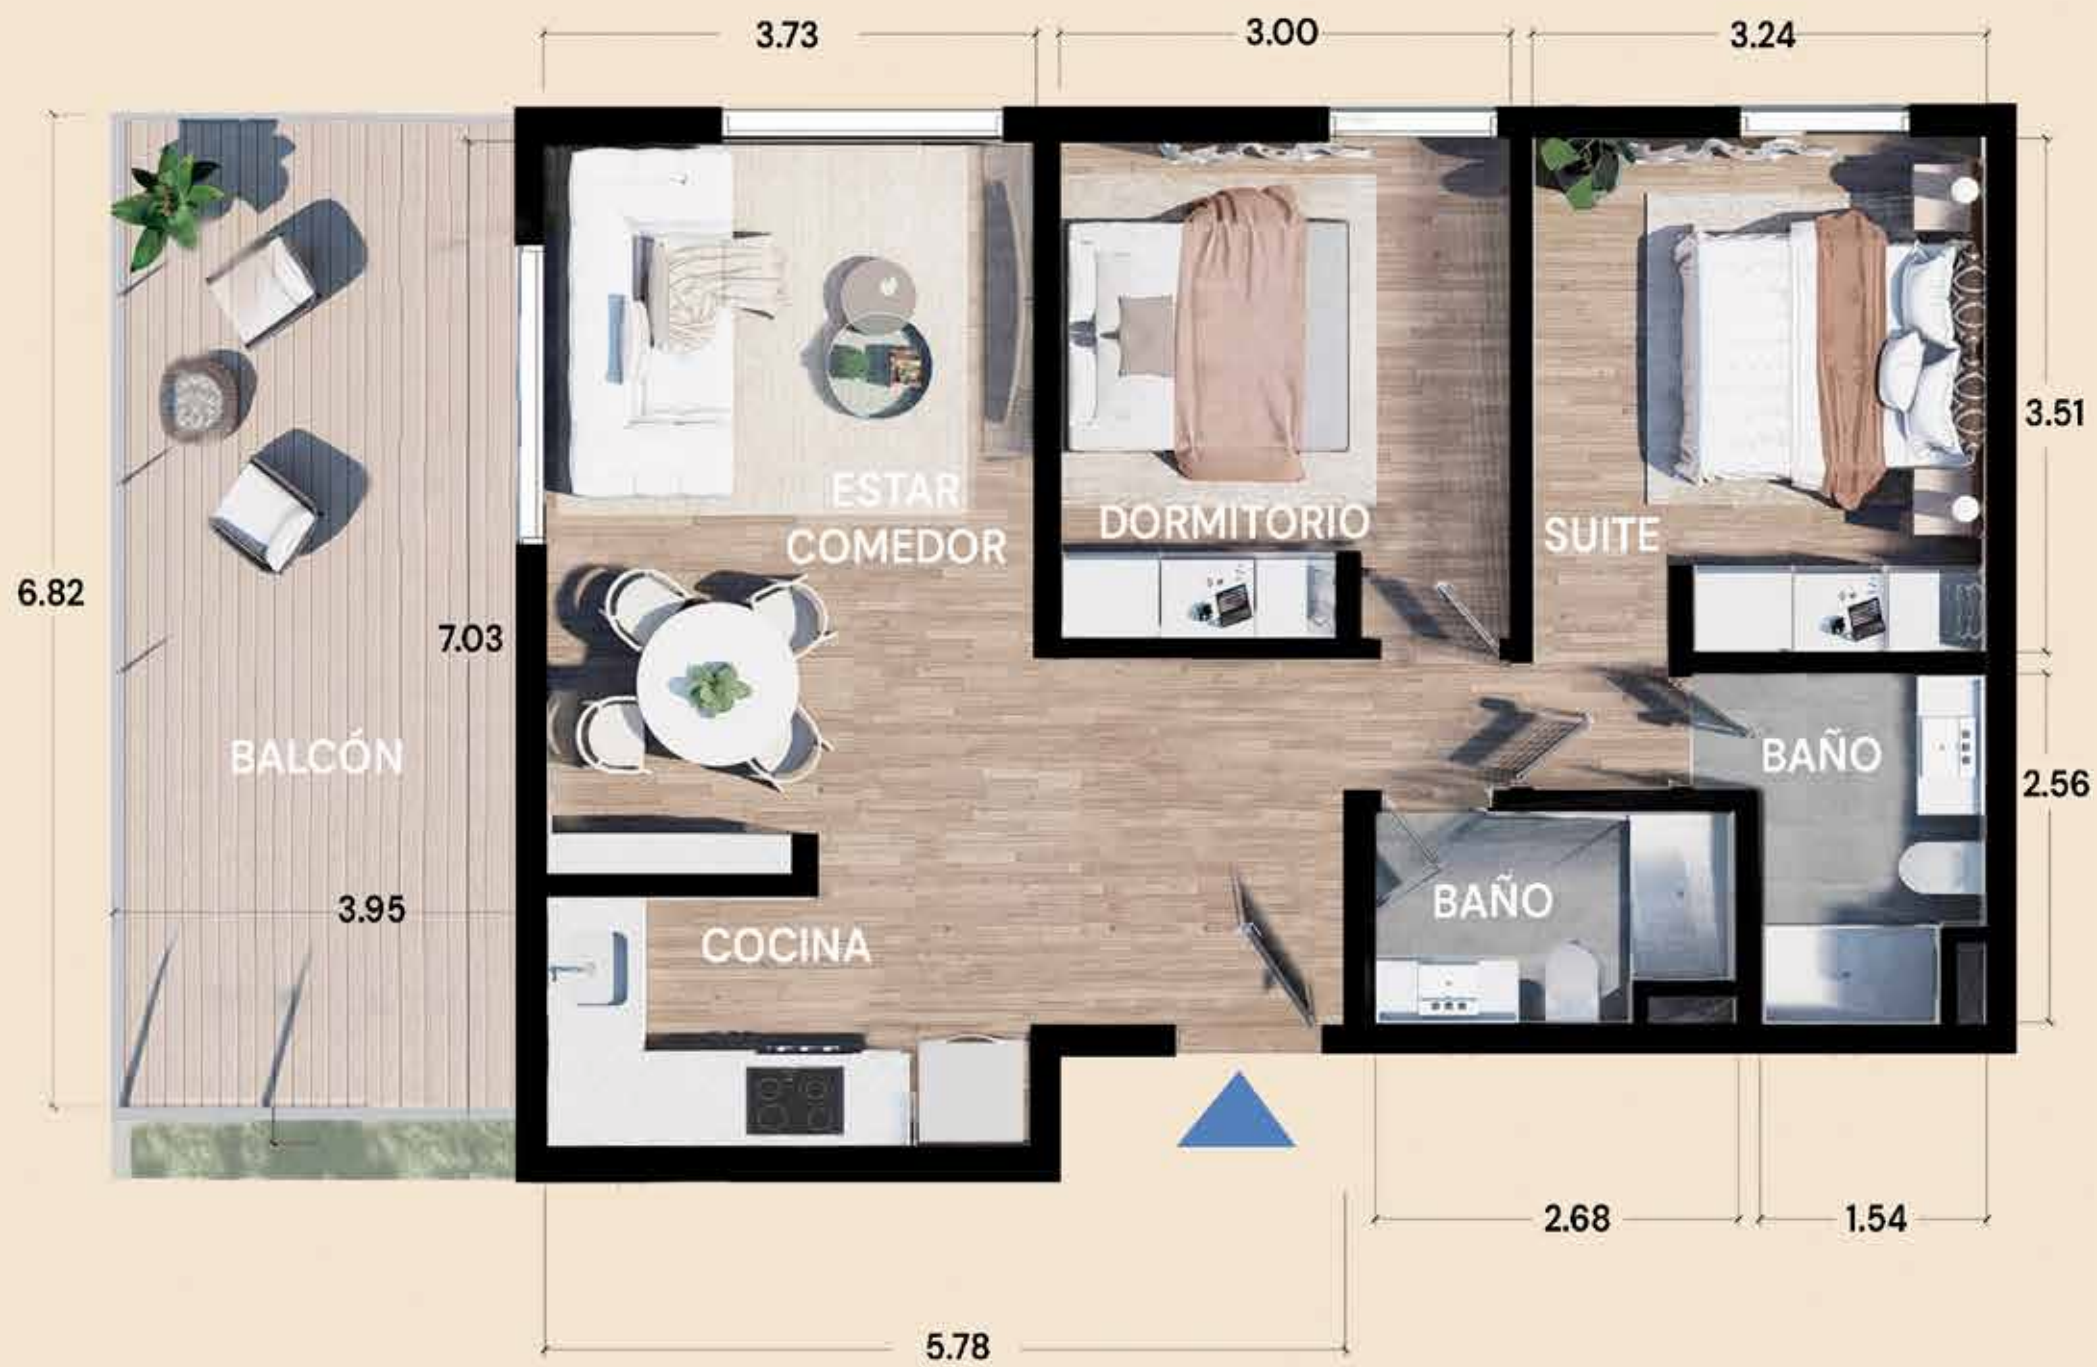 3.73
3.00
3.24
3.51
ESTAR
COMEDOR
DORMITORIO
SUITE
6.82
7.03
BALCÓN
BAÑO
2.56
3.95
BAÑO
COCINA
2.68
1.54
5.78